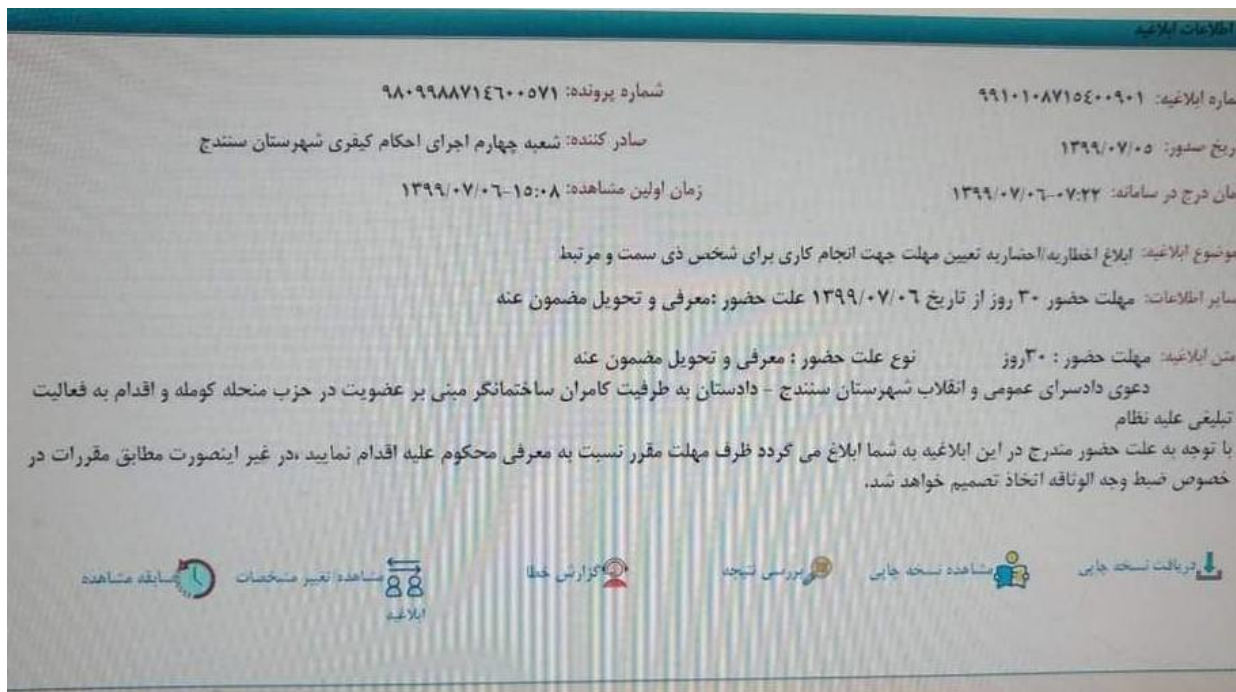 اطلاعات ابلاغیه
ماره ابلاغیه: ۹۹۱۰۱۰۸۷۱۵٤۰۰۹۰۱ شماره پرونده: ۹۸۰۹۹۸۸۷۱٤٦۰۰۵۷۱
ریخ صدور: ۱۳۹۹/۰۷/۰۵ صادر کننده: شعبه چهارم اجرای احکام کیفری شهرستان سنندج
مان درج در سامانه: ۰۷:۲۲-۱۳۹۹/۰۷/۰٦ زمان اولین مشاهده: ۱۵:۰۸-۱۳۹۹/۰۷/۰٦
موضوع ابلاغیه: ابلاغ اخطاریه/احضاریه تعیین مهلت جهت انجام کاری برای شخص ذی سمت و مرتبط
سایر اطلاعات: مهلت حضور ۳۰ روز از تاریخ ۱۳۹۹/۰۷/۰٦ علت حضور :معرفی و تحویل مضمون عنه
متن ابلاغیه: مهلت حضور : ۳۰روز نوع علت حضور : معرفی و تحویل مضمون عنه
دعوی دادسرای عمومی و انقلاب شهرستان سنندج - دادستان به طرفیت کامران ساختمانگر مبنی بر عضویت در حزب منحله کومله و اقدام به فعالیت
تبلیغی علیه نظام
با توجه به علت حضور مندرج در این ابلاغیه به شما ابلاغ می گردد ظرف مهلت مقرر نسبت به معرفی محکوم علیه اقدام نمایید ،در غیر اینصورت مطابق مقررات در
خصوص ضبط وجه الوثاقه اتخاذ تصمیم خواهد شد.
دریافت نسخه چاپی مشاهده نسخه چاپی بررسی نتیجه گزارش خطا مشاهده/تغییر مشخصات سابقه مشاهده
ابلاغیه